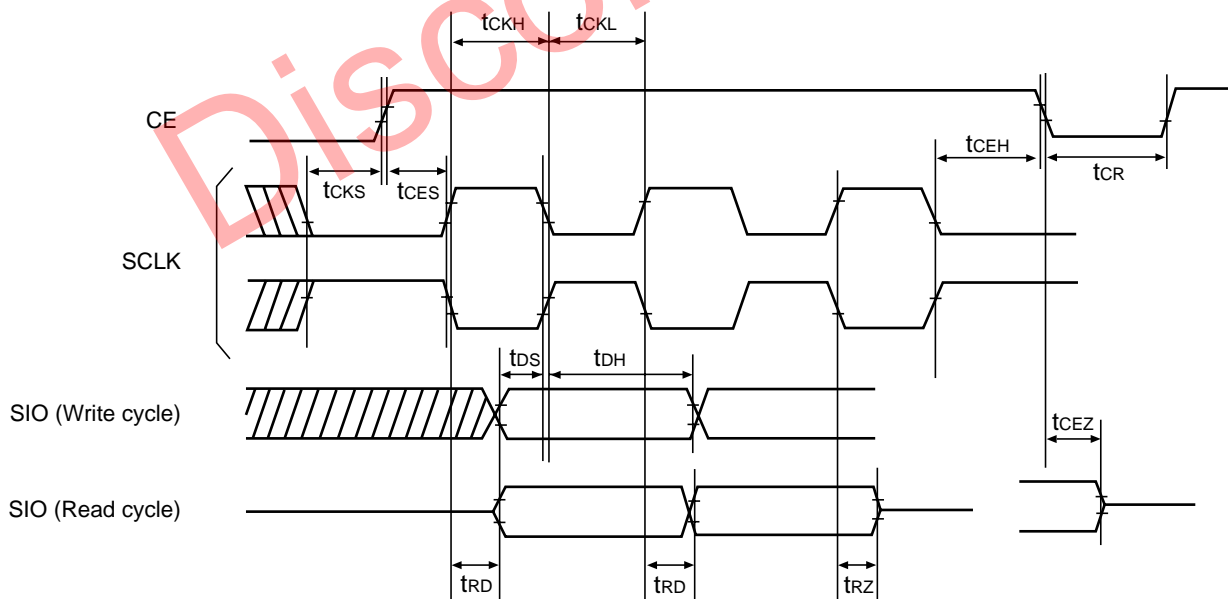 tCKH tCKL
CE
tCEH
tCKS tCES tCR
SCLK
tDS tDH
SIO (Write cycle)
tCEZ
SIO (Read cycle)
tRD tRD tRZ